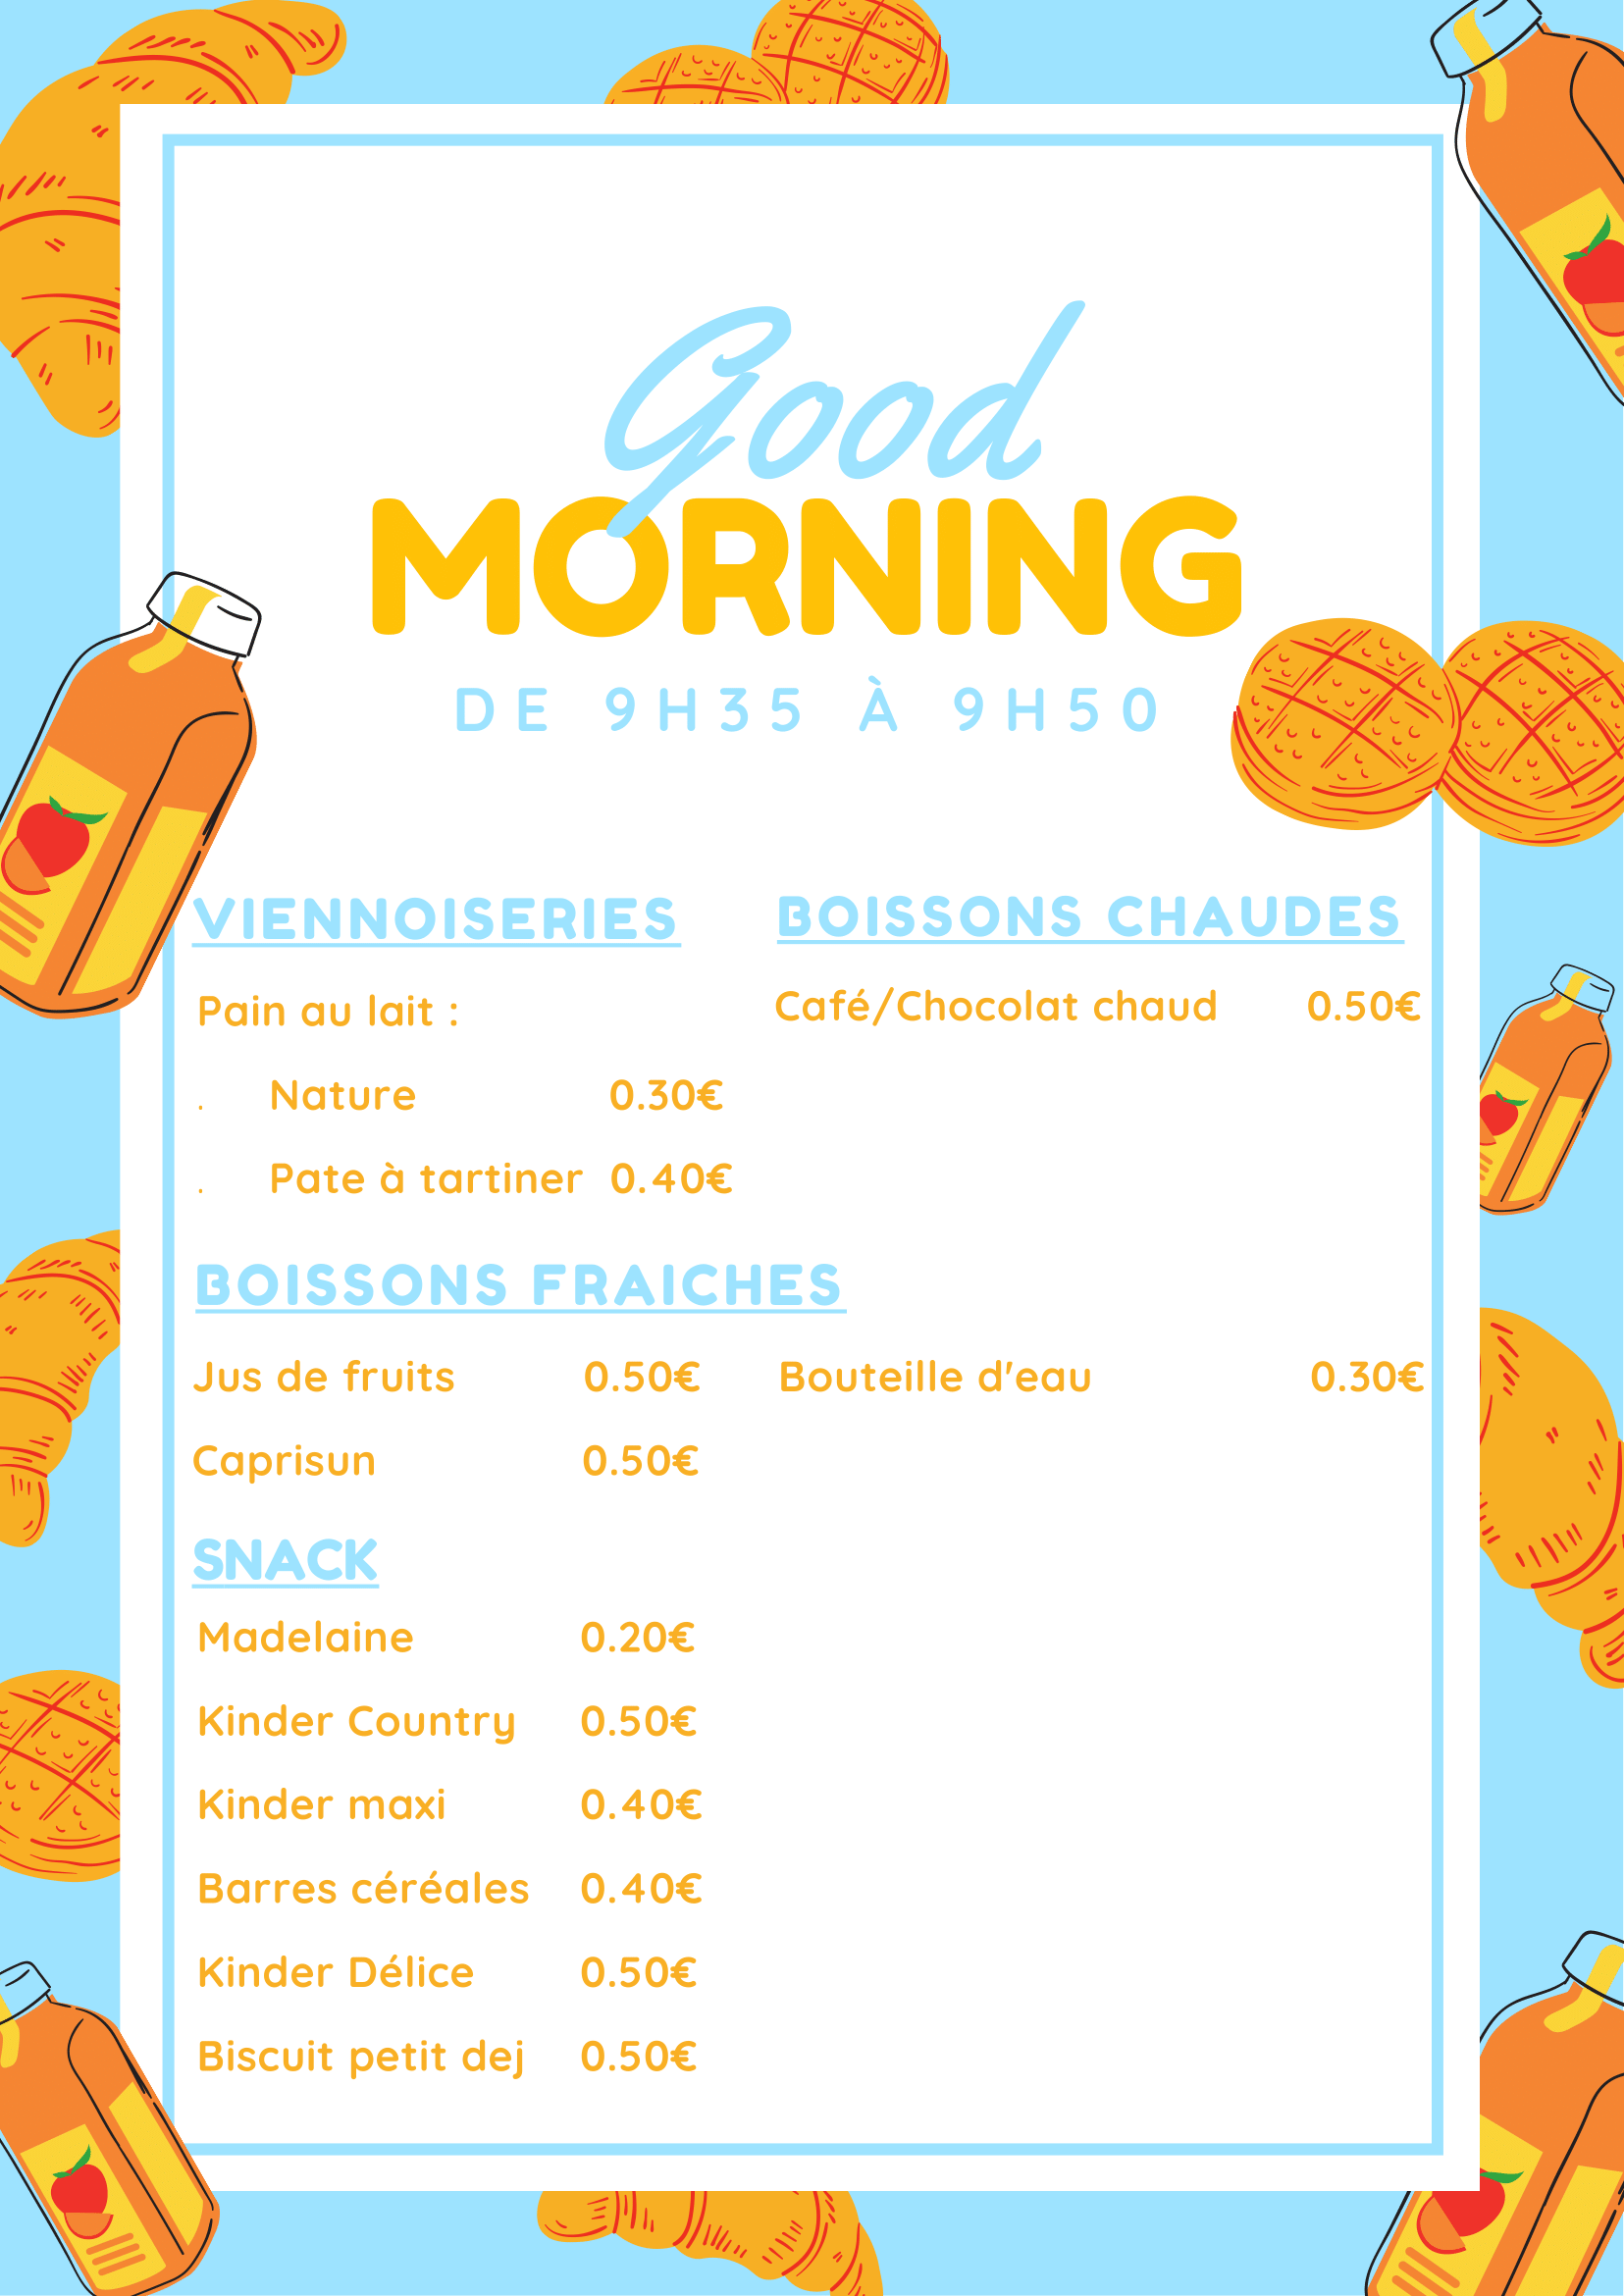 Good
MORNING
DE 9H35 À 9H50
VIENNOISERIES
Pain au lait :
. Nature 0.30€
. Pate à tartiner 0.40€
BOISSONS CHAUDES
Café/Chocolat chaud 0.50€
BOISSONS FRAICHES
Jus de fruits 0.50€
Caprisun 0.50€
Bouteille d'eau 0.30€
SNACK
Madelaine 0.20€
Kinder Country 0.50€
Kinder maxi 0.40€
Barres céréales 0.40€
Kinder Délice 0.50€
Biscuit petit dej 0.50€